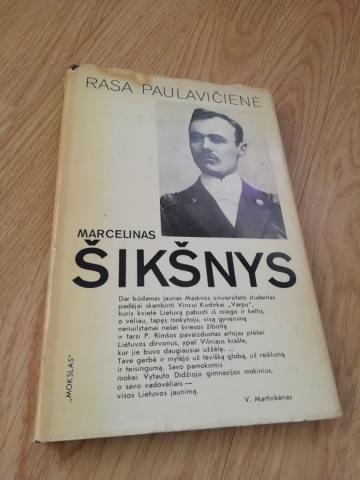 RASA PAULAVIČIENĖ
MARCELINAS
ŠIKŠNYS
Dar būdamas jaunas Maskvos universiteto studentas
padėjai skambinti Vincui Kudirkai „Varpu",
kuris kvietė Lietuvą pabusti iš miego ir keltis,
o vėliau, tapęs mokytoju, visą gyvenimą
nenuilstamai nešei šviesos žibintą
ir tarsi P. Rimšos pavaizduotas artojas plėšei
Lietuvos dirvonus, ypač Vilniaus krašte,
kur jie buvo daugiausiai užžėlę. ...
Tave gerbė ir mylėjo už tėvišką globą, už reiklumą
ir teisingumą. Savo pamokomis
mokei Vytauto Didžiojo gimnazijos mokinius,
o savo vadovėliais —
visos Lietuvos jaunimą.
V. Martinkėnas
„MOKSLAS"